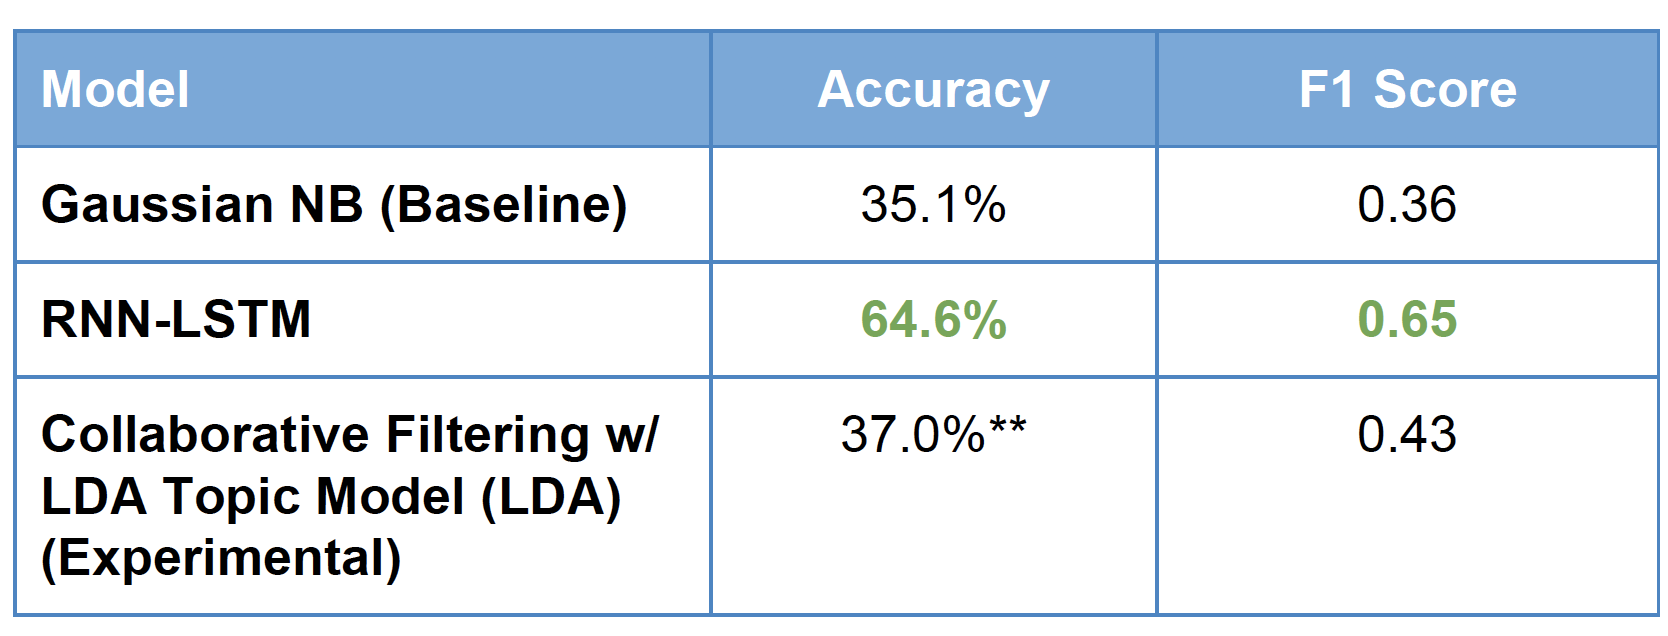 Model Accuracy F1 Score
Gaussian NB (Baseline) 35.1% 0.36
RNN-LSTM 64.6% 0.65
Collaborative Filtering w/ 37.0%** 0.43
LDA Topic Model (LDA)
(Experimental)